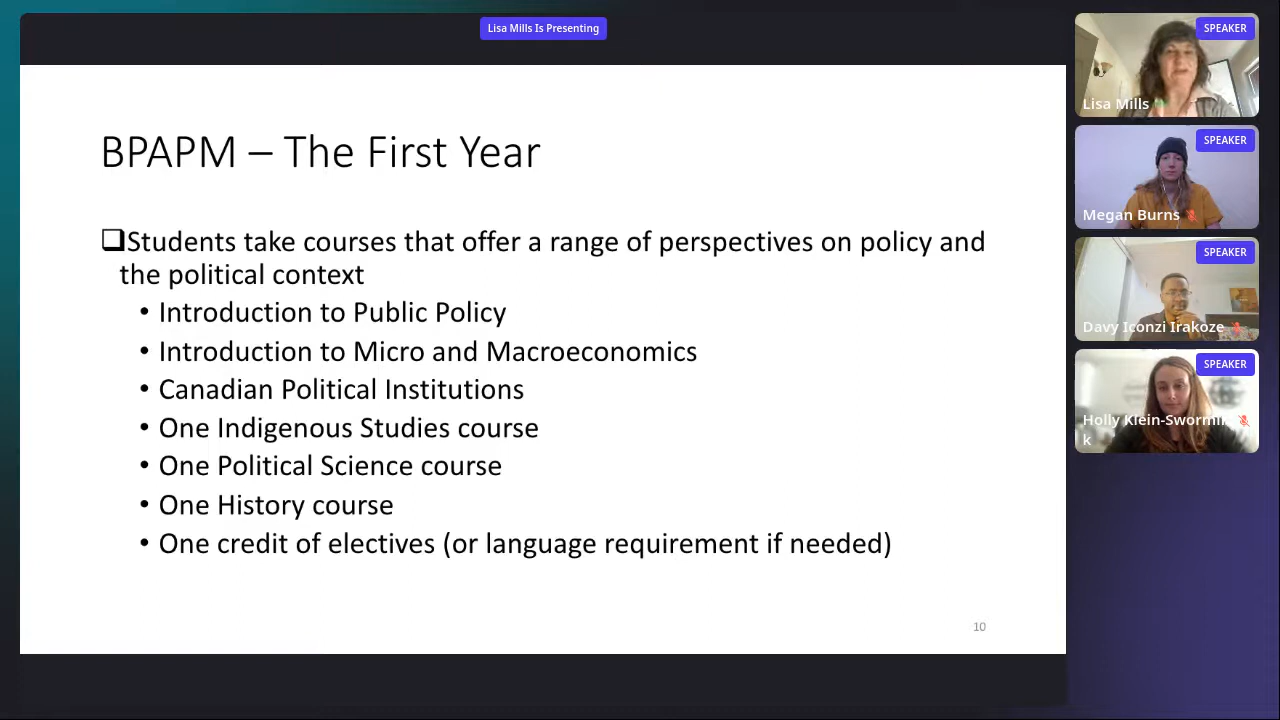 Lisa Mills Is Presenting
BPAPM – The First Year
❑Students take courses that offer a range of perspectives on policy and
the political context
• Introduction to Public Policy
• Introduction to Micro and Macroeconomics
• Canadian Political Institutions
• One Indigenous Studies course
• One Political Science course
• One History course
• One credit of electives (or language requirement if needed)
10
SPEAKER
Lisa Mills
SPEAKER
Megan Burns
SPEAKER
Davy Iconzi Irakoze
SPEAKER
Holly Klein-Swormin
k